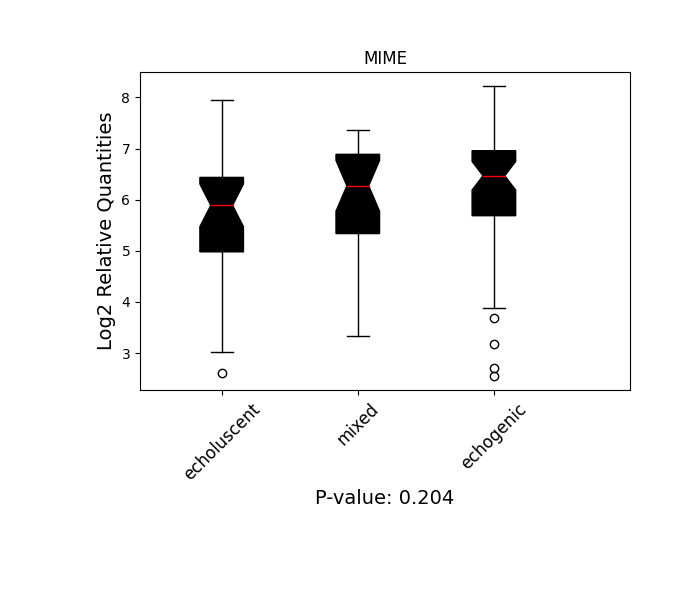 MIME
Log2 Relative Quantities
8
7
6
5
4
3
echoluscent
mixed
echogenic
P-value: 0.204